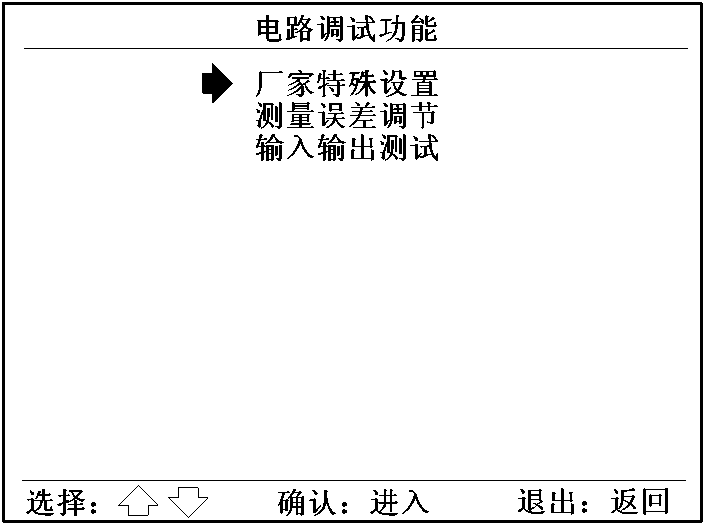 电路调试功能
厂家特殊设置
测量误差调节
输入输出测试
选择： 确认：进入 退出：返回